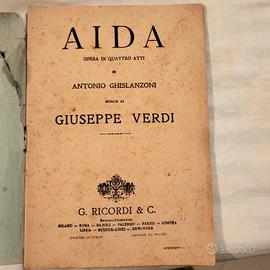 AIDA
OPERA IN QUATTRO ATTI
DI
ANTONIO GHISLANZONI
MUSICA DI
GIUSEPPE VERDI
G. RICORDI & C.
MILANO — ROMA — NAPOLI — PALERMO — PARIGI — LONDRA
LIPSIA — BUENOS-AIRES — NEW-YORK
subito